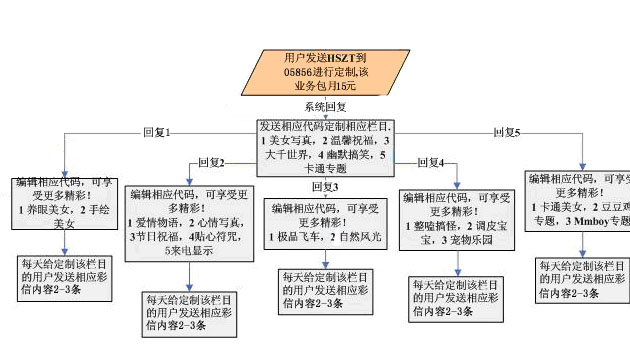 用户发送HSZT到
05856进行定制,该
业务包月15元
系统回复
发送相应代码定制相应栏目.
1 美女写真，2 温馨祝福，3
大千世界，4 幽默搞笑，5
卡通专题
回复1
回复2
回复3
回复4
回复5
编辑相应代码，可享
受更多精彩！
1 养眼美女，2 手绘
美女
编辑相应代码，可享受更
多精彩！
1 爱情物语，2 心情写真，
3节日祝福，4贴心符咒，
5来电显示
编辑相应代码，可享受
更多精彩！
1 极品飞车，2 自然风光
编辑相应代码，可享受
更多精彩！
1 整嗑搞怪，2 调皮宝
宝，3 宠物乐园
编辑相应代码，可享
受更多精彩！
1 卡通美女，2 豆豆鸡
专题，3 Mmboy专题
每天给定制该栏目
的用户发送相应彩
信内容2-3条
每天给定制该栏目
的用户发送相应彩
信内容2-3条
每天给定制该栏目
的用户发送相应彩
信内容2-3条
每天给定制该栏目
的用户发送相应彩
信内容2-3条
每天给定制该栏目
的用户发送相应彩
信内容2-3条